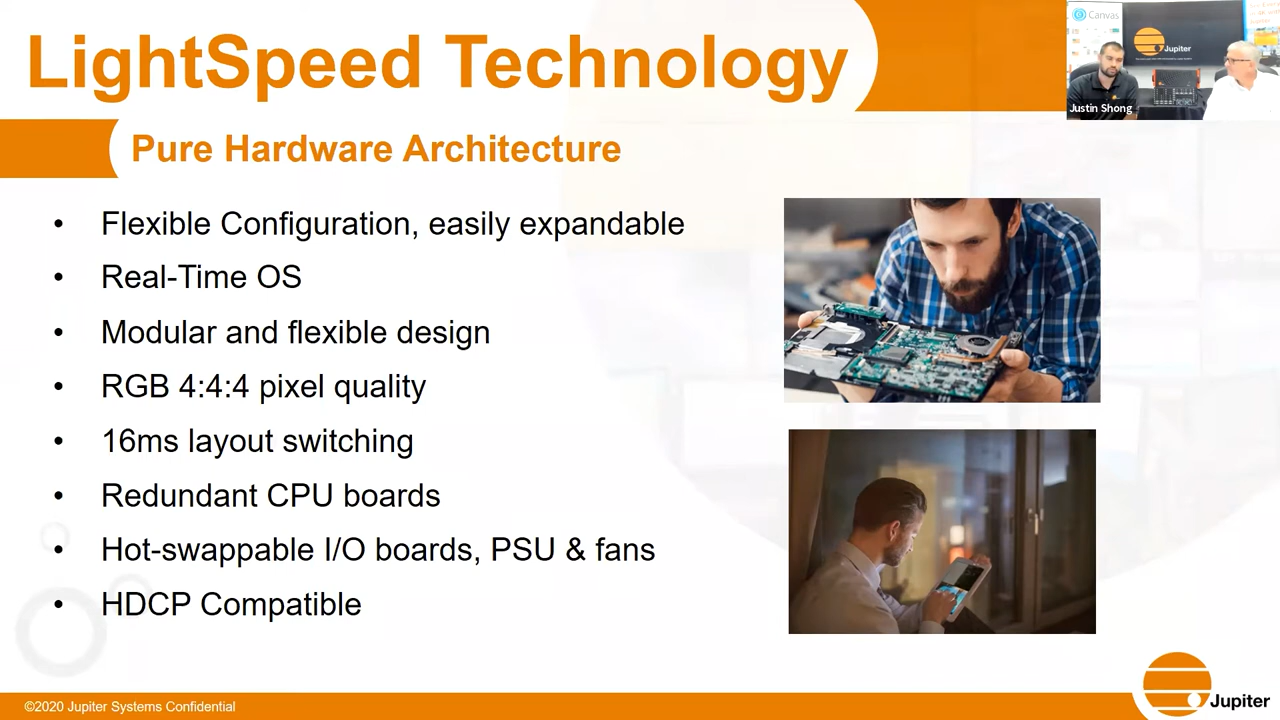 LightSpeed Technology
Canvas
Jupiter
Justin Shong
Pure Hardware Architecture
• Flexible Configuration, easily expandable
• Real-Time OS
• Modular and flexible design
• RGB 4:4:4 pixel quality
• 16ms layout switching
• Redundant CPU boards
• Hot-swappable I/O boards, PSU & fans
• HDCP Compatible
©2020 Jupiter Systems Confidential
Jupiter